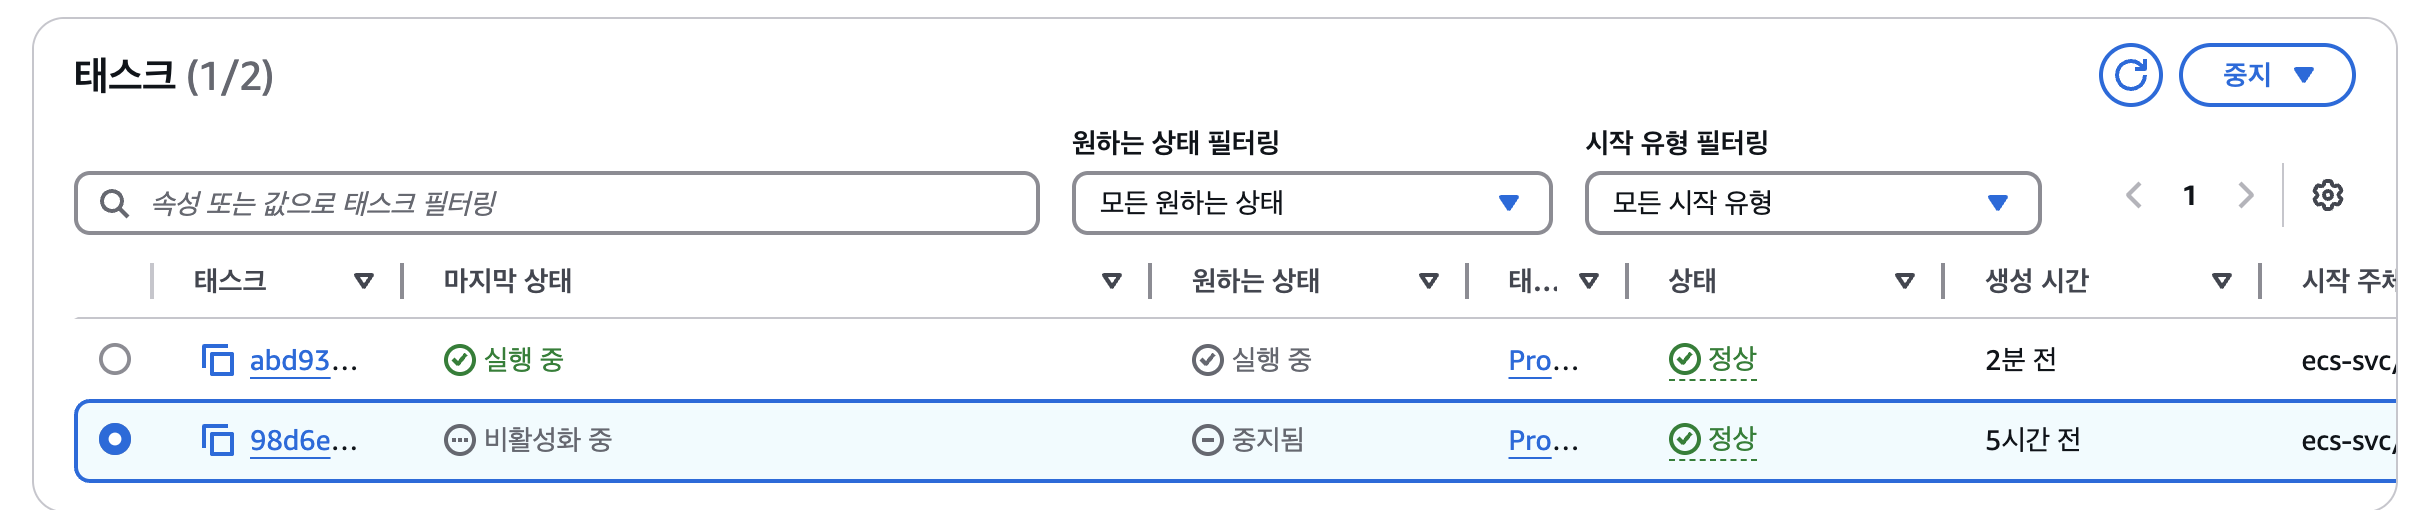 태스크 (1/2)
중지
원하는 상태 필터링
시작 유형 필터링
속성 또는 값으로 태스크 필터링
모든 원하는 상태
모든 시작 유형
1
태스크 마지막 상태 원하는 상태 태... 상태 생성 시간 시작 주체
abd93... 실행 중 실행 중 Pro... 정상 2분 전 ecs-svc/
98d6e... 비활성화 중 중지됨 Pro... 정상 5시간 전 ecs-svc/